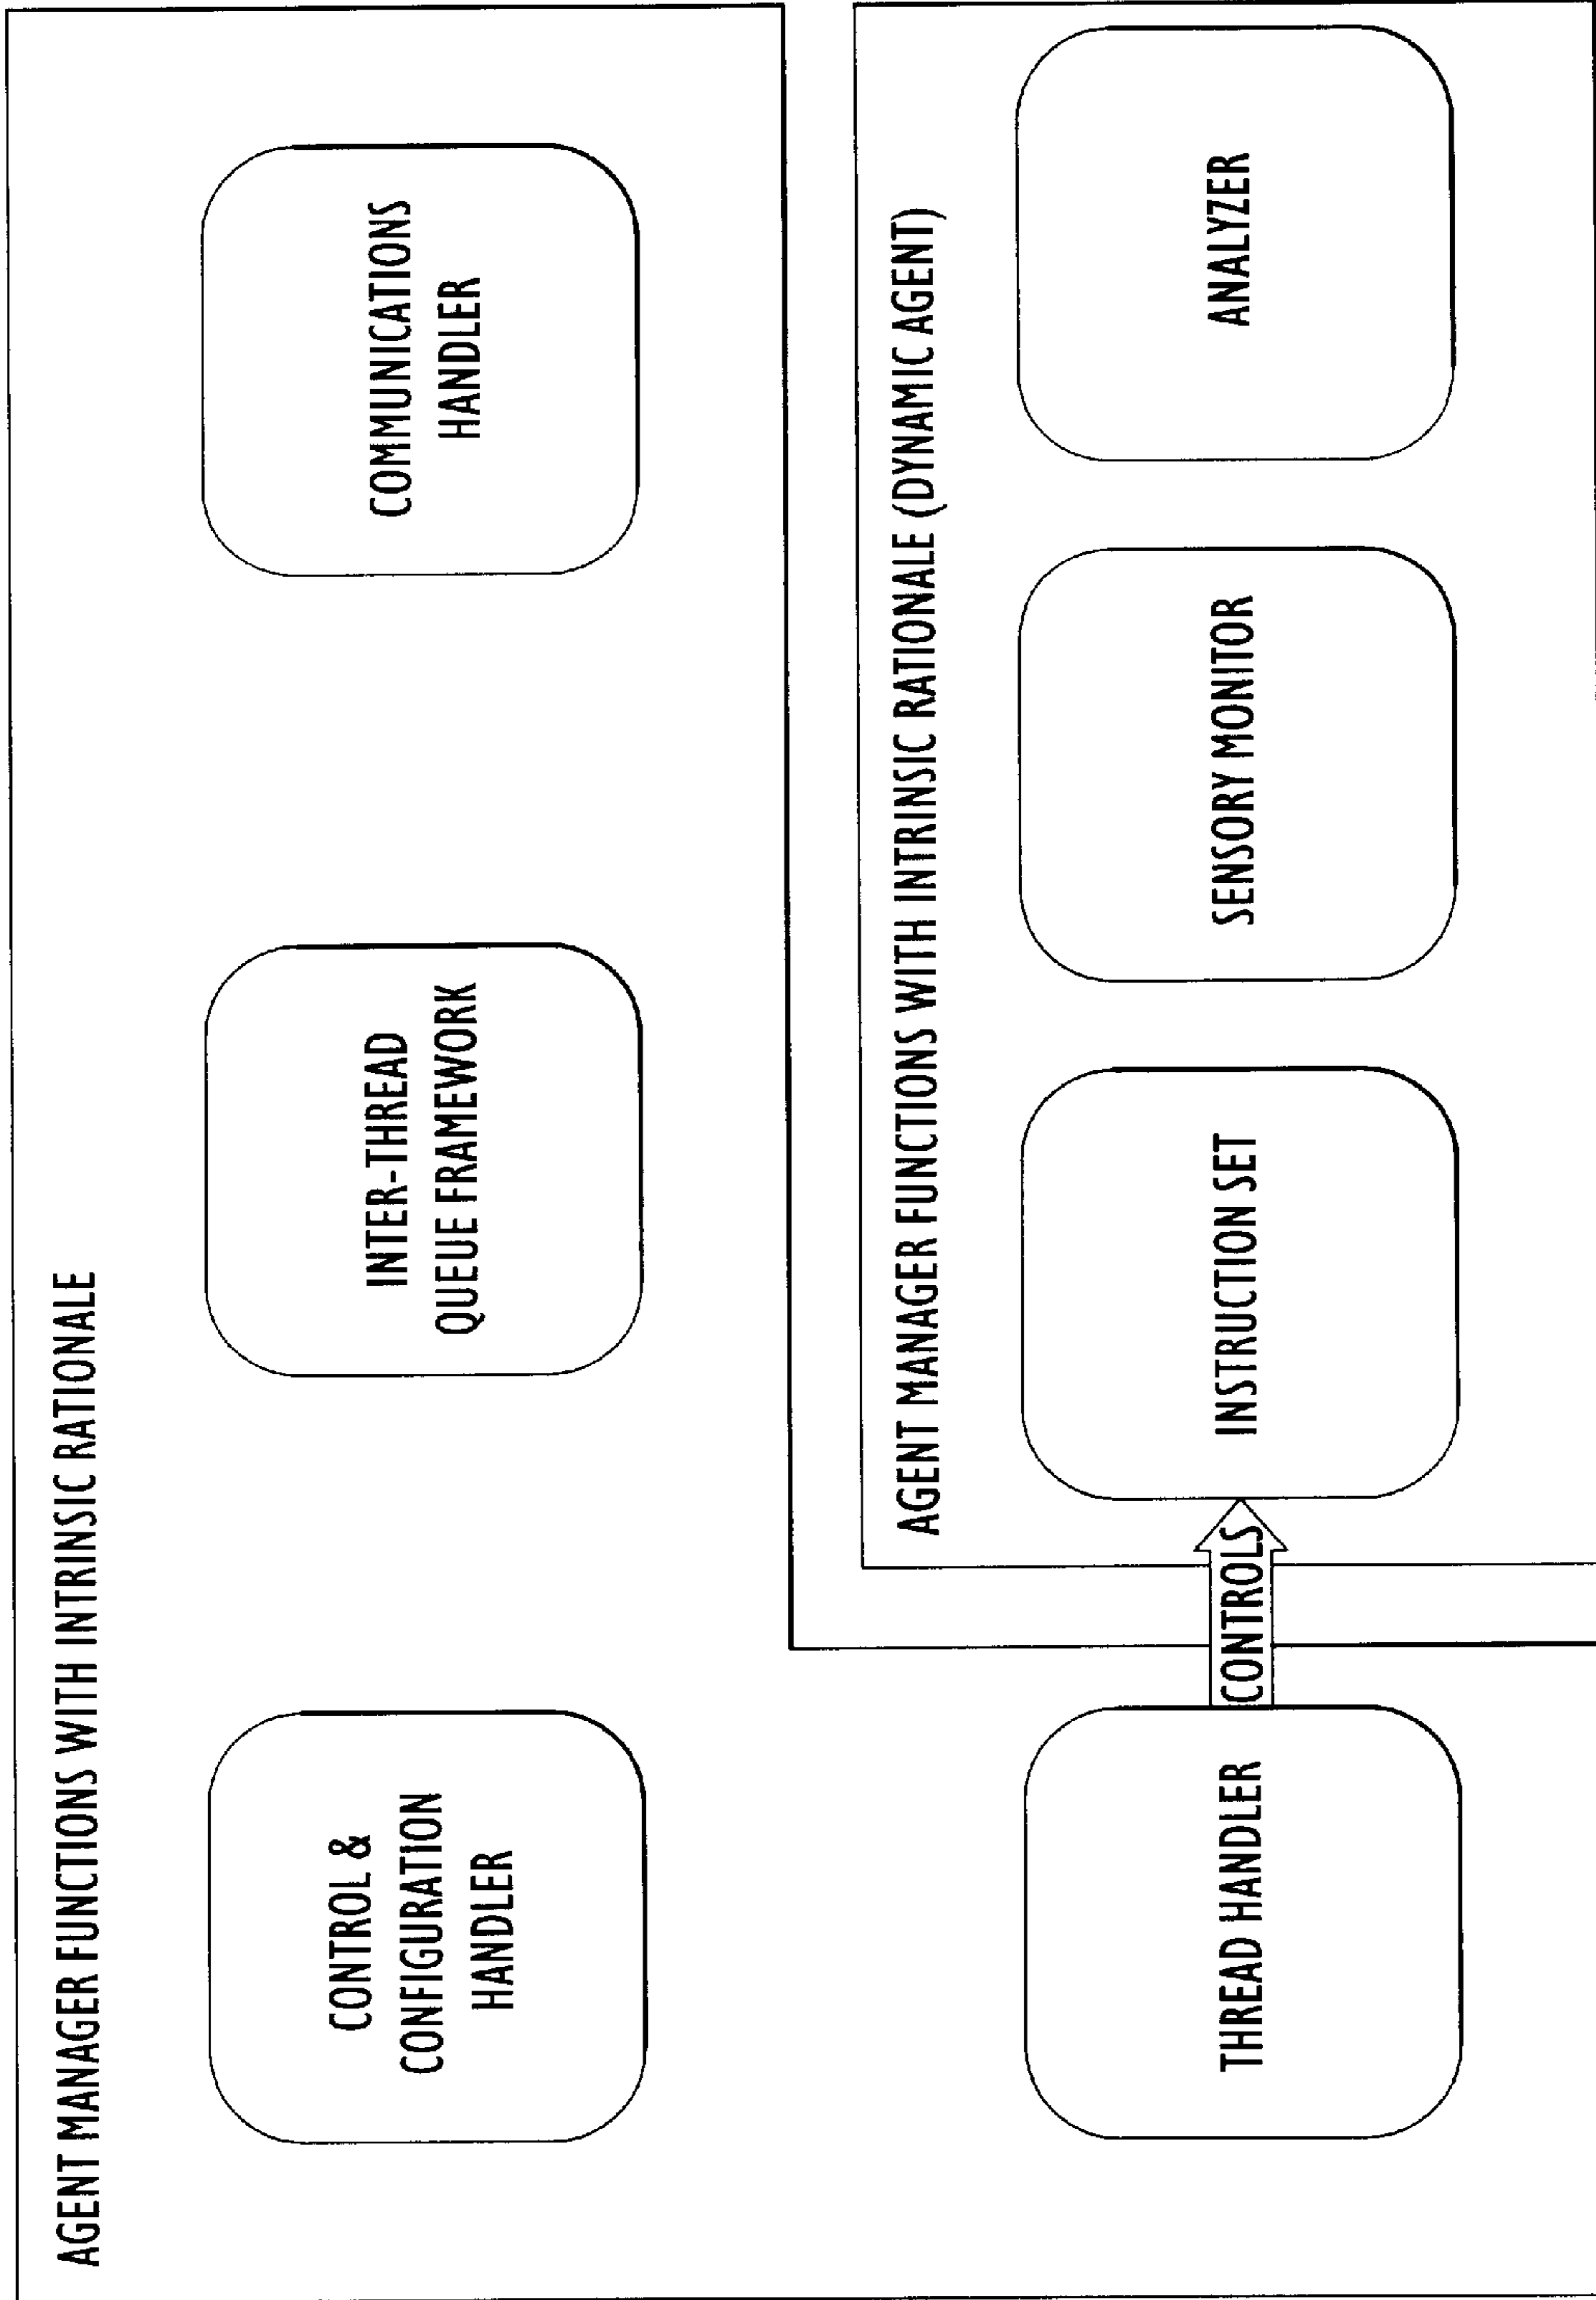 AGENT MANAGER FUNCTIONS WITH INTRINSIC RATIONALE
CONTROL &
CONFIGURATION
HANDLER
INTER-THREAD
QUEUE FRAMEWORK
COMMUNICATIONS
HANDLER
AGENT MANAGER FUNCTIONS WITH INTRINSIC RATIONALE (DYNAMIC AGENT)
THREAD HANDLER
CONTROLS
INSTRUCTION SET
SENSORY MONITOR
ANALYZER